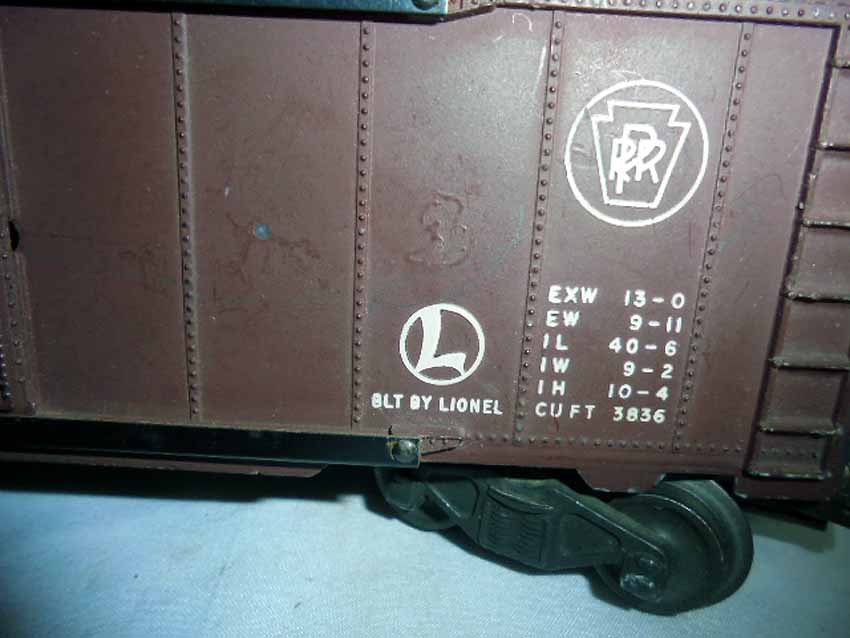 PRR
EXW 13-0
EW 9-11
IL 40-6
IW 9-2
IH 10-4
CU FT 3836
L
BLT BY LIONEL